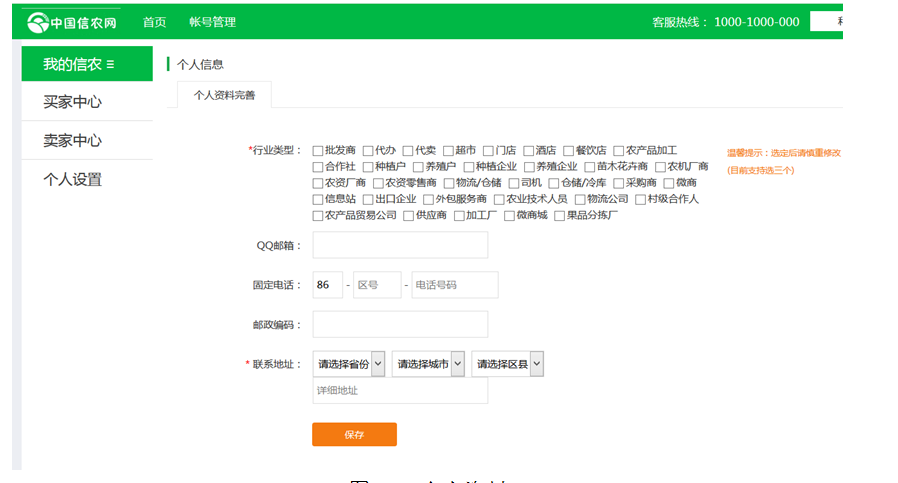 中国信农网 首页 帐号管理 客服热线： 1000-1000-000
我的信农
个人信息
买家中心
个人资料完善
卖家中心
个人设置
*行业类型： 批发商 代办 代卖 超市 门店 酒店 餐饮店 农产品加工
合作社 种植户 养殖户 种植企业 养殖企业 苗木花卉商 农机厂商
农资厂商 农资零售商 物流/仓储 司机 仓储/冷库 采购商 微商
信息站 出口企业 外包服务商 农业技术人员 物流公司 村级合作人
农产品贸易公司 供应商 加工厂 微商城 果品分拣厂
温馨提示：选定后请慎重修改
(目前支持选三个)
QQ邮箱：
固定电话： 86 - 区号 - 电话号码
邮政编码：
* 联系地址： 请选择省份 请选择城市 请选择区县
详细地址
保存